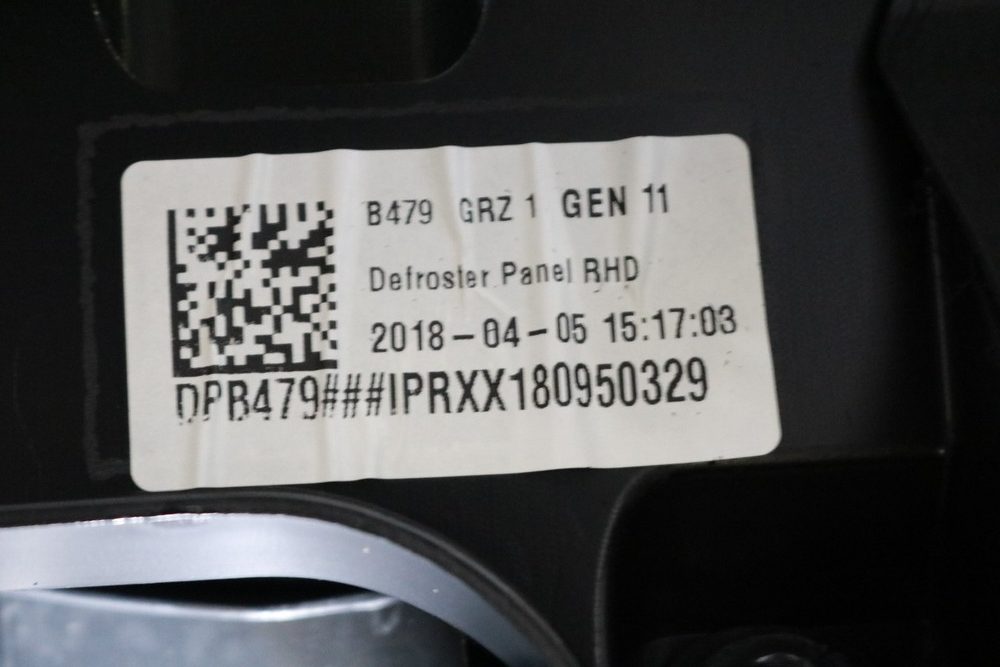 B479 GRZ 1 GEN 11
Defroster Panel RHD
2018-04-05 15:17:03
DPB479###IPRXX180950329